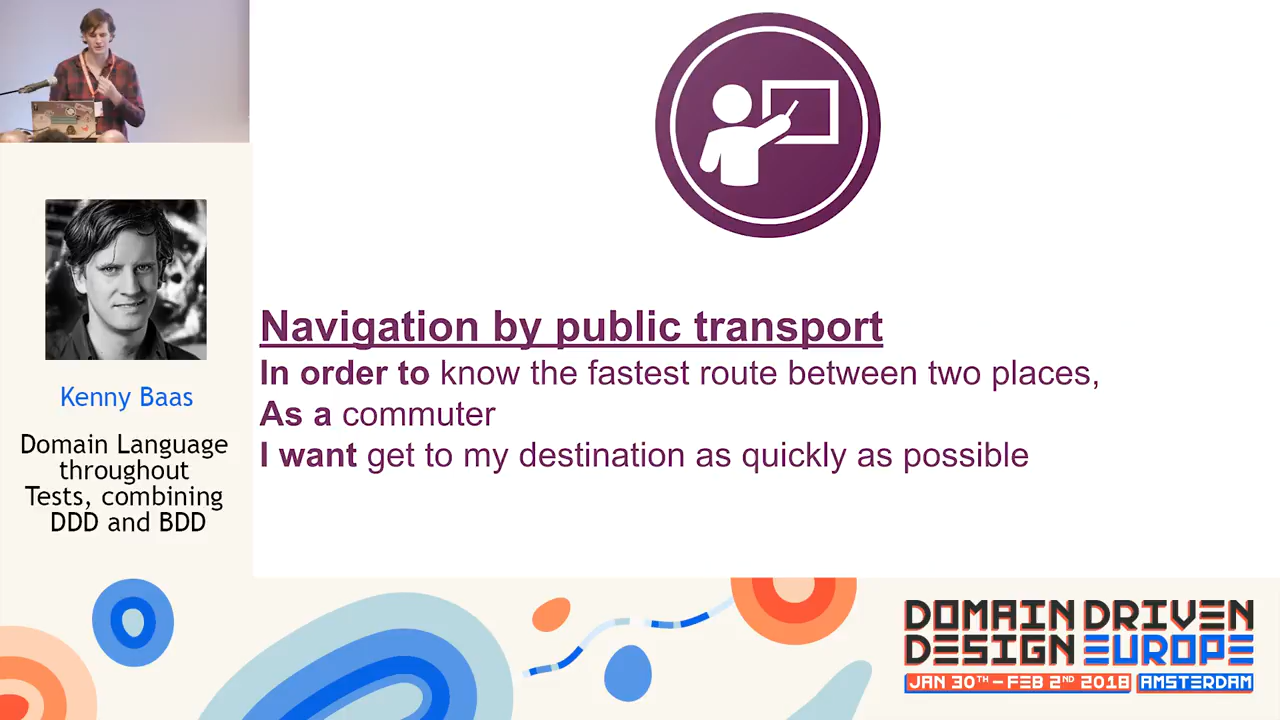 Kenny Baas
Domain Language
throughout
Tests, combining
DDD and BDD
Navigation by public transport
In order to know the fastest route between two places,
As a commuter
I want get to my destination as quickly as possible
DOMAIN DRIVEN
DESIGN EUROPE
JAN 30TH - FEB 2ND 2018 AMSTERDAM